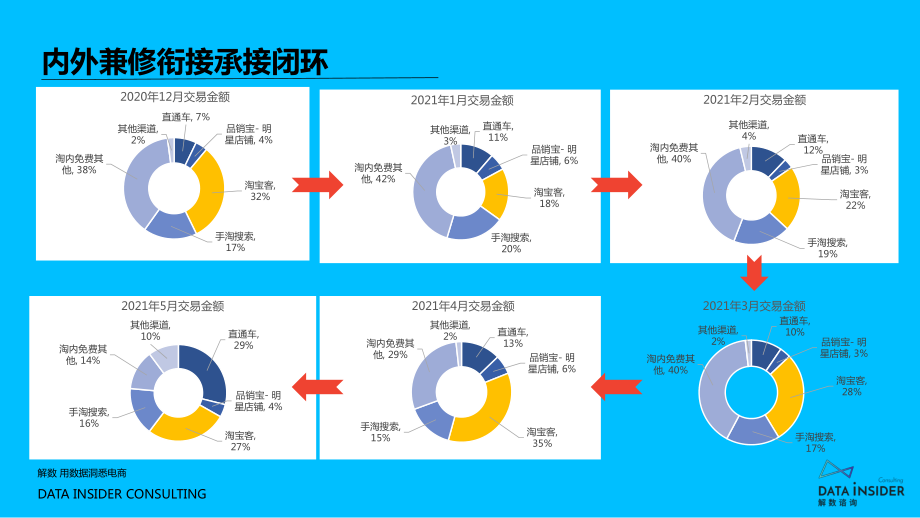 内外兼修衔接承接闭环
2020年12月交易金额
直通车, 7%
品销宝- 明
星店铺, 4%
淘宝客,
32%
手淘搜索,
17%
淘内免费其
他, 38%
其他渠道,
2%
2021年1月交易金额
直通车,
11%
品销宝- 明
星店铺, 6%
淘宝客,
18%
手淘搜索,
20%
淘内免费其
他, 42%
其他渠道,
3%
2021年2月交易金额
直通车,
12%
品销宝- 明
星店铺, 3%
淘宝客,
22%
手淘搜索,
19%
淘内免费其
他, 40%
其他渠道,
4%
2021年5月交易金额
直通车,
29%
品销宝- 明
星店铺, 4%
淘宝客,
27%
手淘搜索,
16%
淘内免费其
他, 14%
其他渠道,
10%
2021年4月交易金额
直通车,
13%
品销宝- 明
星店铺, 6%
淘宝客,
35%
手淘搜索,
15%
淘内免费其
他, 29%
其他渠道,
2%
2021年3月交易金额
直通车,
10%
品销宝- 明
星店铺, 3%
淘宝客,
28%
手淘搜索,
17%
淘内免费其
他, 40%
其他渠道,
2%
解数 用数据洞悉电商
DATA INSIDER CONSULTING
Consulting
DATA INSIDER
解数谘询